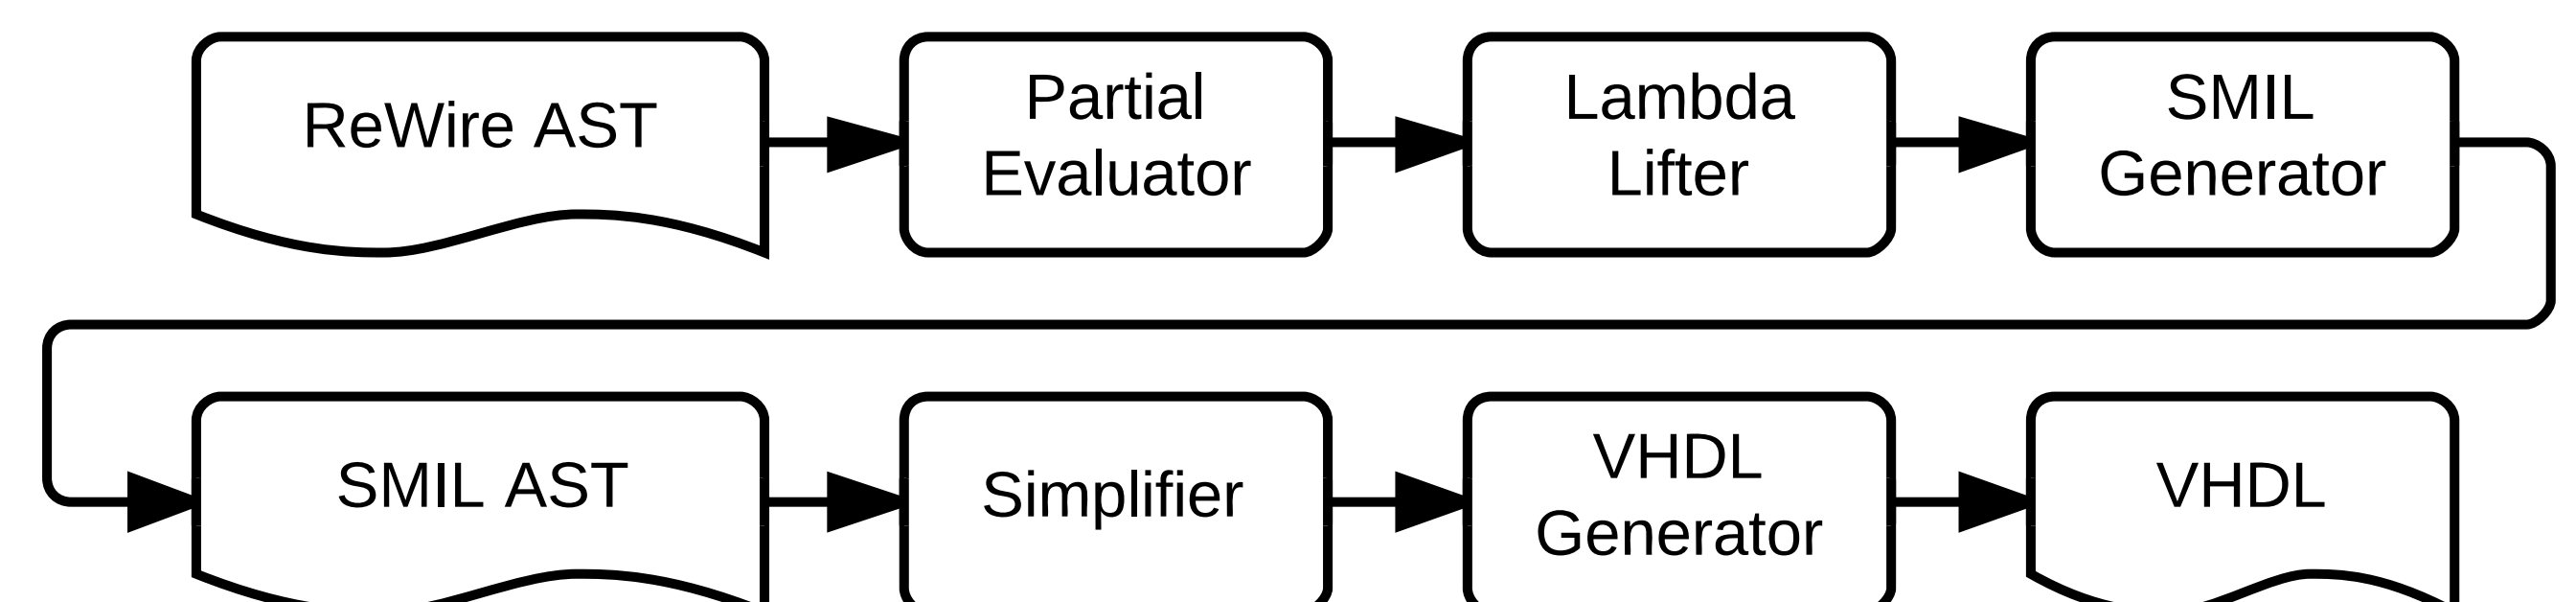 ReWire AST
Partial
Evaluator
Lambda
Lifter
SMIL
Generator
SMIL AST
Simplifier
VHDL
Generator
VHDL